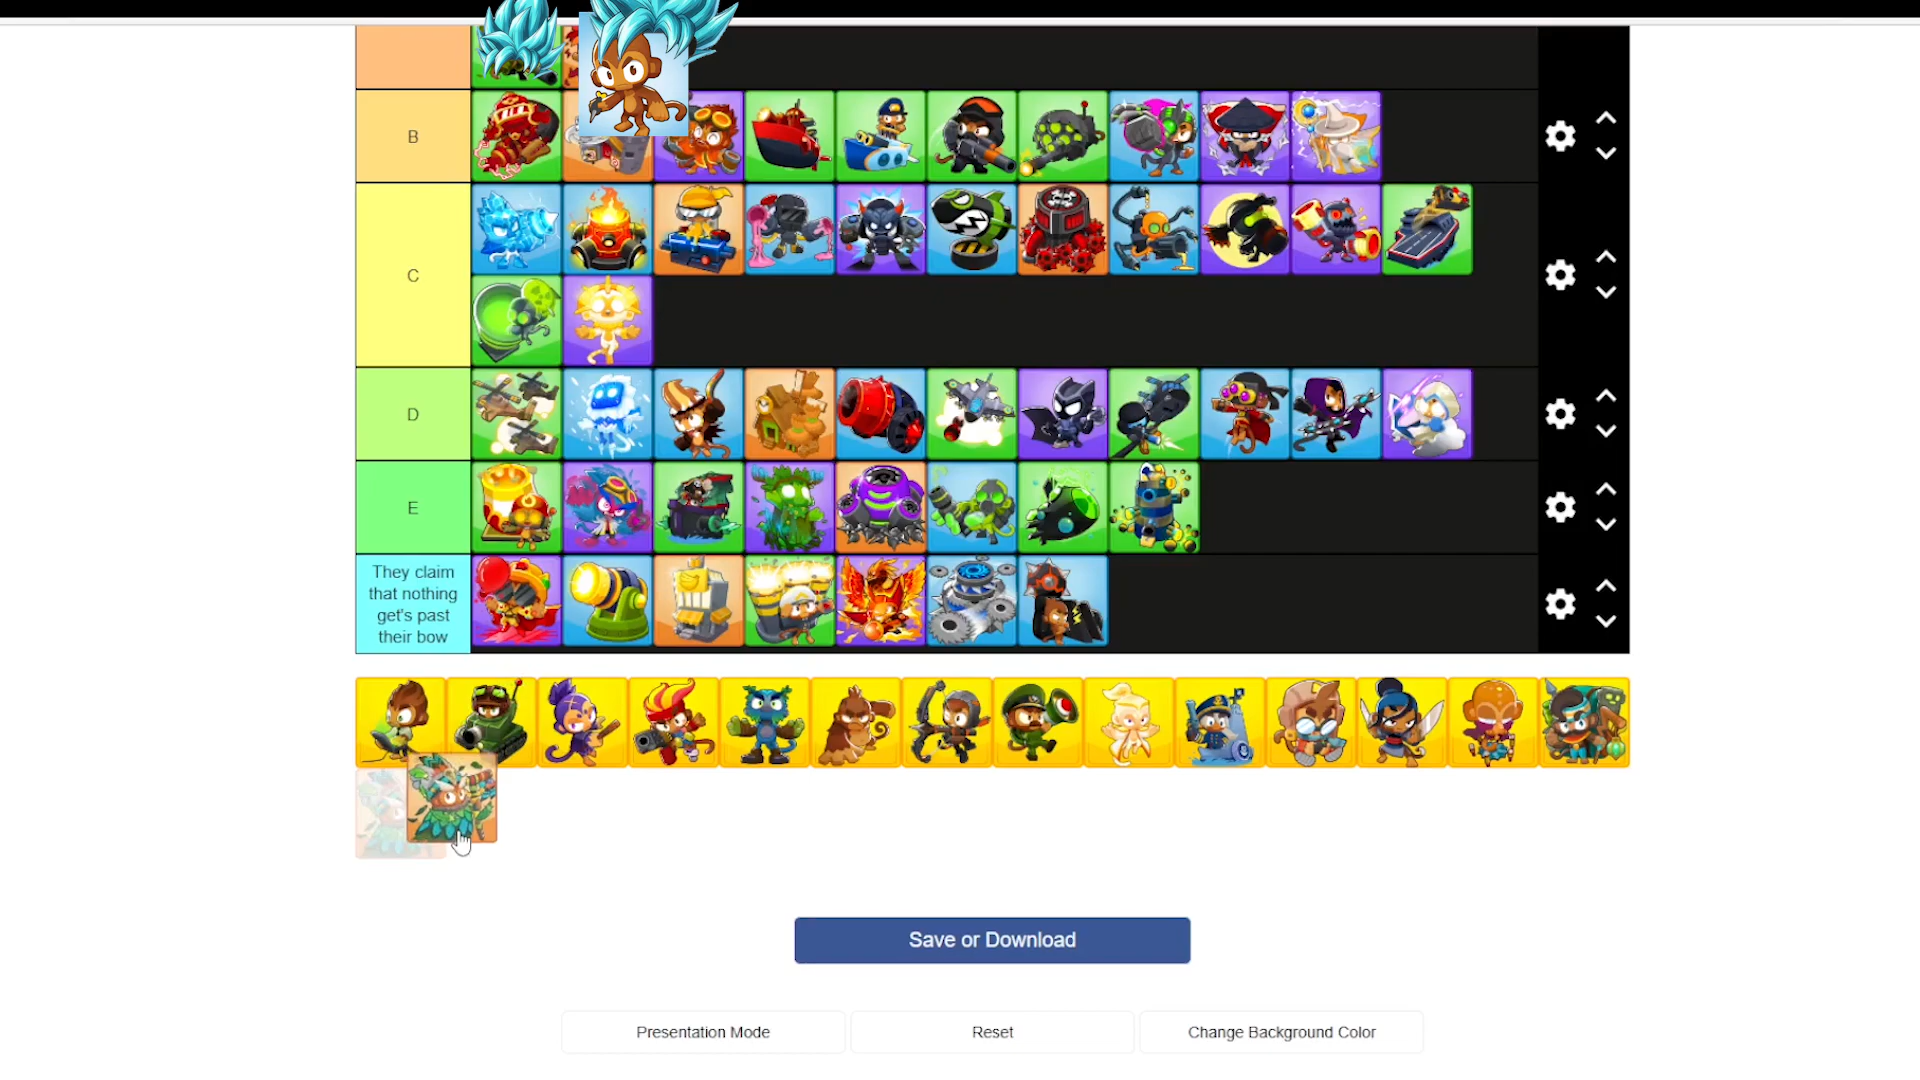 B
C
D
E
They claim
that nothing
get's past
their bow
Save or Download
Presentation Mode
Reset
Change Background Color